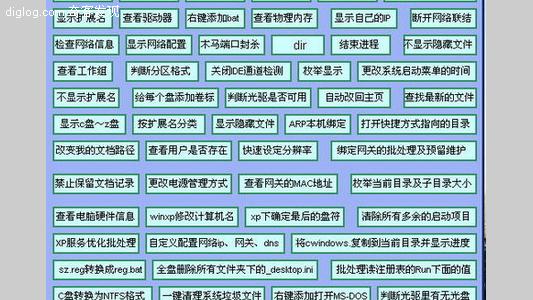 diglog.com 奇客发现
显示扩展名 查看驱动器 右键添加bat 查看物理内存 显示自己的IP 断开网络联结
检查网络信息 显示网络配置 木马端口封杀 dir 结束进程 不显示隐藏文件
查看工作组 判断分区格式 关闭IDE通道检测 枚举显示 更改系统启动菜单的时间
不显示扩展名 给每个盘添加卷标 判断光驱是否可用 自动改回主页 查找最新的文件
显示c盘~z盘 按扩展名分类 显示隐藏文件 ARP本机绑定 打开快捷方式指向的目录
改变我的文档路径 查看用户是否存在 快速设定分辨率 绑定网关的批处理及预留维护
禁止保留文档记录 更改电源管理方式 查看网关的MAC地址 枚举当前目录及子目录大小
查看电脑硬件信息 winxp修改计算机名 xp下确定最后的盘符 清除所有多余的启动项目
XP服务优化批处理 自定义配置网络ip、网关、dns 将cwindows.复制到当前目录并显示进度
sz.reg转换成reg.bat 全盘删除所有文件夹下的_desktop.ini 批处理读注册表的Run下面的值
C盘转换为NTFS格式 一键清理系统垃圾文件 右键添加打开MS-DOS 判断光驱里有无光盘